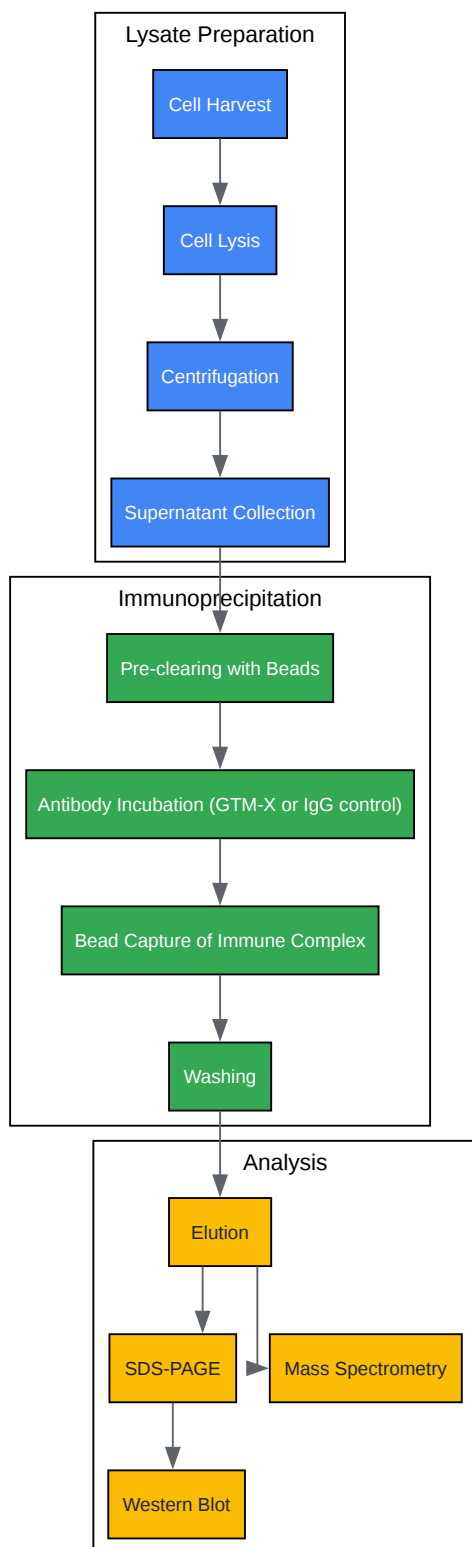 Lysate Preparation
Cell Harvest
Cell Lysis
Centrifugation
Supernatant Collection
Immunoprecipitation
Pre-clearing with Beads
Antibody Incubation (GTM-X or IgG control)
Bead Capture of Immune Complex
Washing
Analysis
Elution
SDS-PAGE
Mass Spectrometry
Western Blot